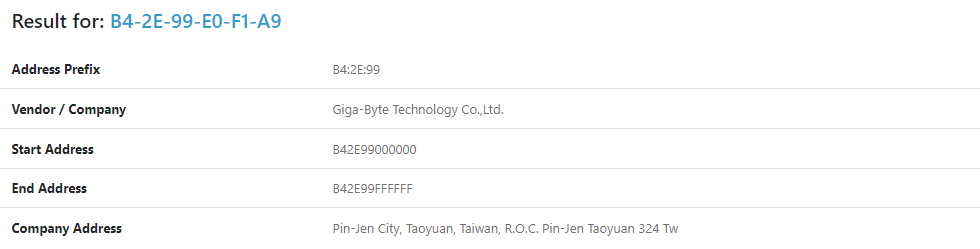 Result for: B4-2E-99-E0-F1-A9
Address Prefix B4:2E:99
Vendor / Company Giga-Byte Technology Co.,Ltd.
Start Address B42E99000000
End Address B42E99FFFFFF
Company Address Pin-Jen City, Taoyuan, Taiwan, R.O.C. Pin-Jen Taoyuan 324 Tw